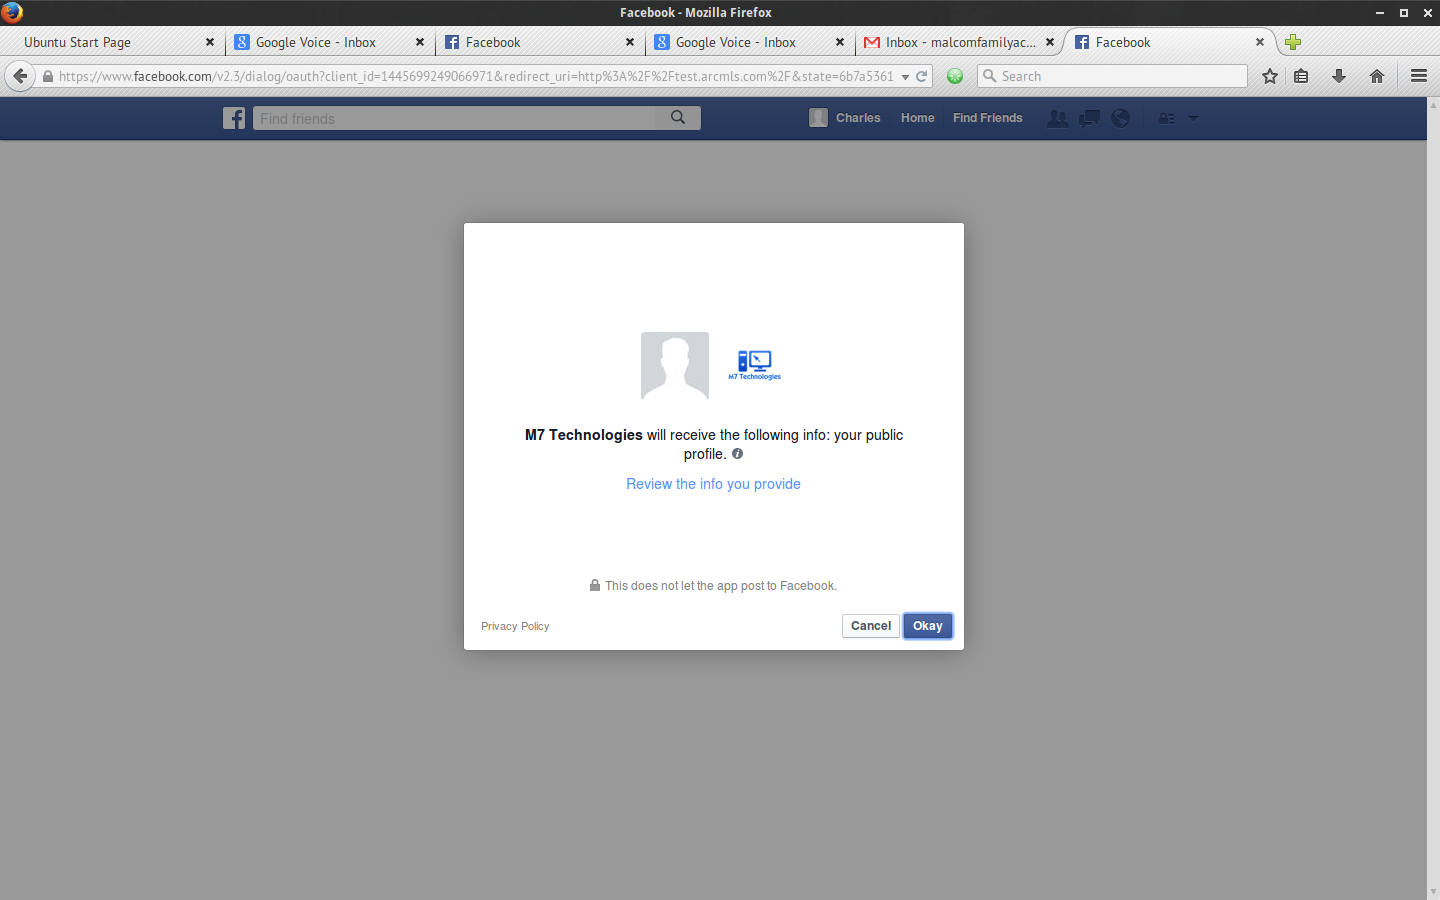 Facebook - Mozilla Firefox
Ubuntu Start Page
Google Voice - Inbox
Facebook
Google Voice - Inbox
Inbox - malcomfamilyac...
Facebook
https://www.facebook.com/v2.3/dialog/oauth?client_id=1445699249066971&redirect_uri=http%3A%2F%2Ftest.arcmls.com%2F&state=6b7a5361
Search
Find friends
Charles
Home
Find Friends
M7 Technologies
M7 Technologies will receive the following info: your public
profile.
Review the info you provide
This does not let the app post to Facebook.
Privacy Policy
Cancel
Okay